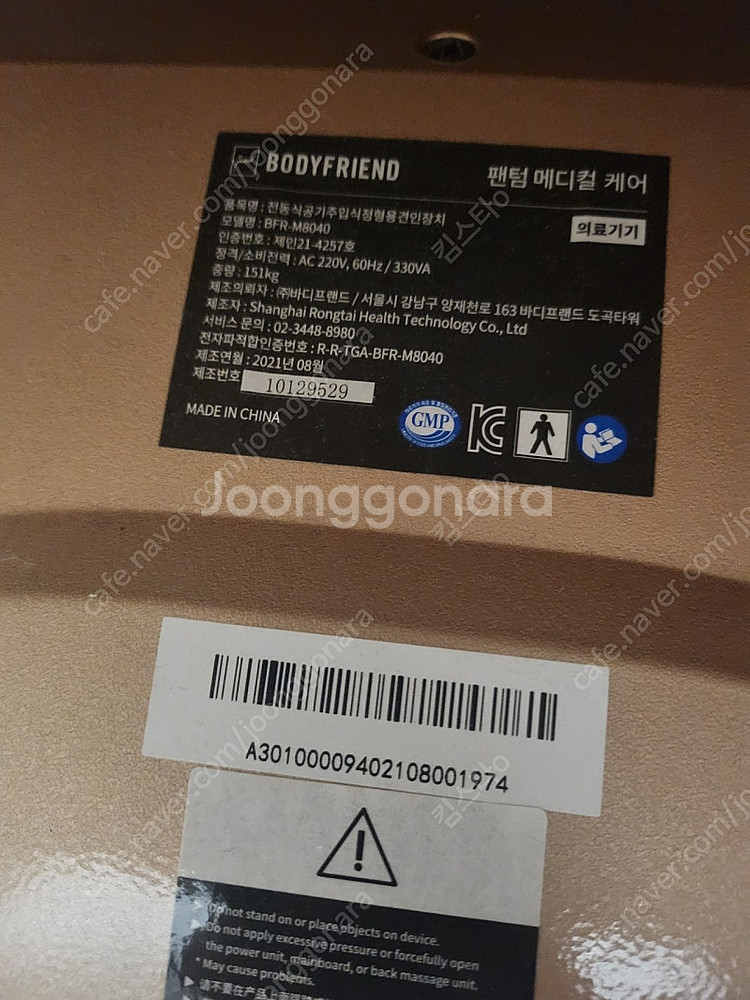 BODYFRIEND
팬텀 메디컬 케어
의료기기
품목명 : 전동식공기주입식정형용견인장치
모델명 : BFR-M8040
인증번호 : 제인21-4257호
정격/소비전력 : AC 220V, 60Hz / 330VA
중량 : 151kg
제조의뢰자 : ㈜바디프랜드 / 서울시 강남구 양재천로 163 바디프랜드 도곡타워
제조자 : Shanghai Rongtai Health Technology Co., Ltd
서비스 문의 : 02-3448-8980
전자파적합인증번호 : R-R-TGA-BFR-M8040
제조연월 : 2021년 08월
제조번호 10129529
MADE IN CHINA
GMP
Joonggonara
킴스타b
cafe.naver.com/joonggonara
A30100009402108001974
▶ Do not stand on or place objects on device.
▶ Do not apply excessive pressure or forcefully open
the power unit, mainboard, or back massage unit.
* May cause problems.